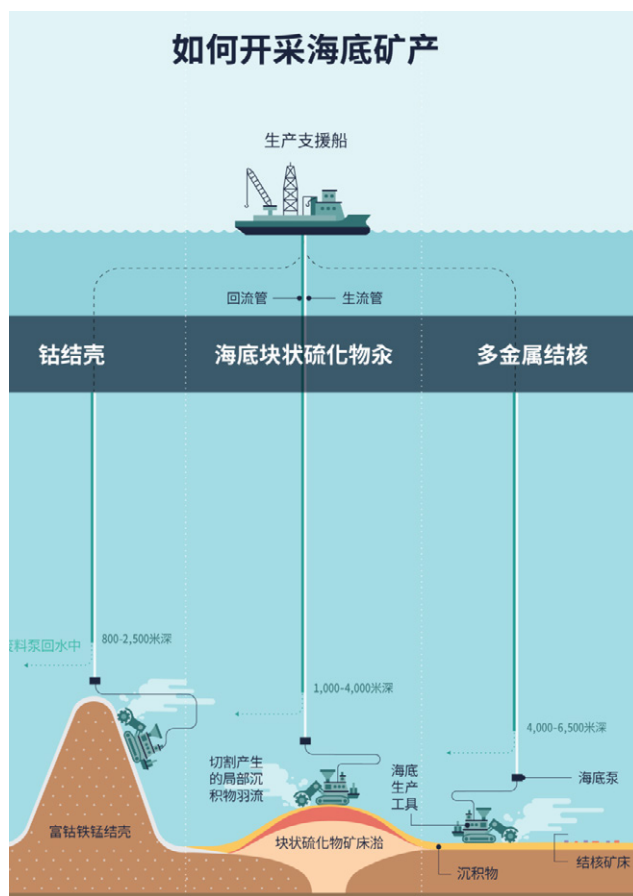 如何开采海底矿产
生产支援船
回流管
生流管
钴结壳
海底块状硫化物汆
多金属结核
料泵回水中
800-2,500米深
1,000-4,000米深
4,000-6,500米深
切割产生
的局部沉
积物羽流
海底
生产
工具
海底泵
富钴铁锰结壳
块状硫化物矿床湁
沉积物
结核矿床